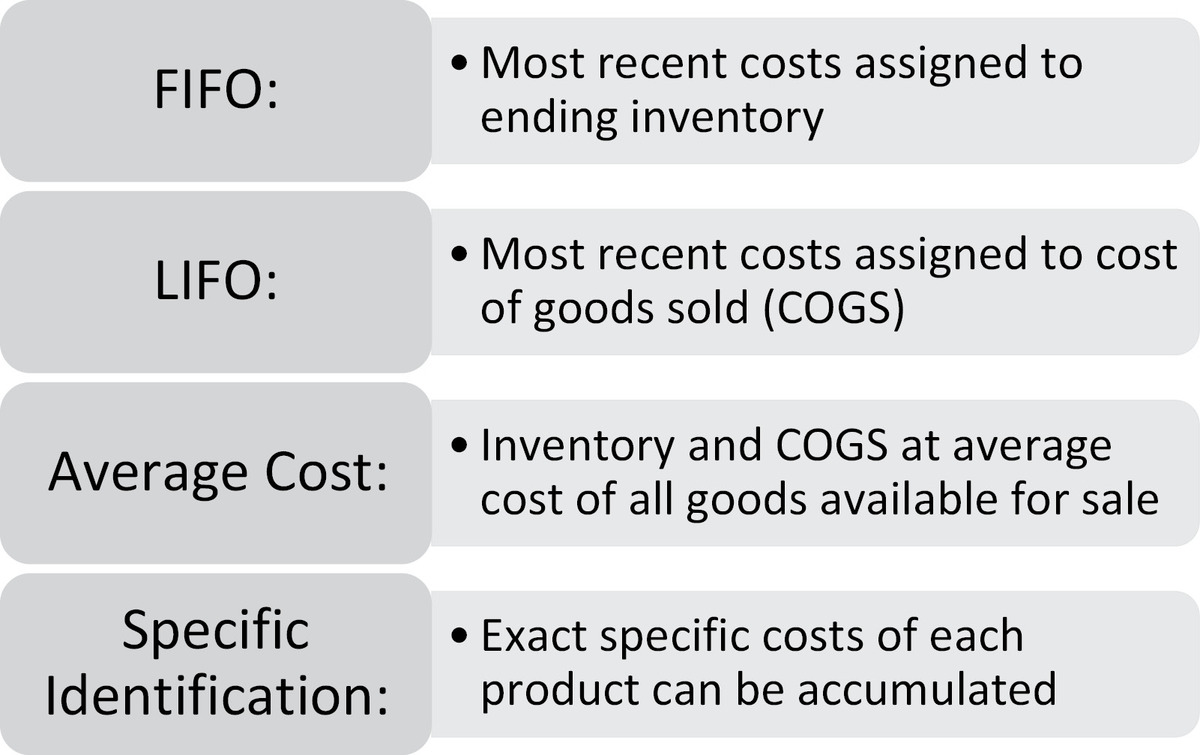 FIFO:
• Most recent costs assigned to
ending inventory
LIFO:
• Most recent costs assigned to cost
of goods sold (COGS)
Average Cost:
• Inventory and COGS at average
cost of all goods available for sale
Specific
Identification:
• Exact specific costs of each
product can be accumulated